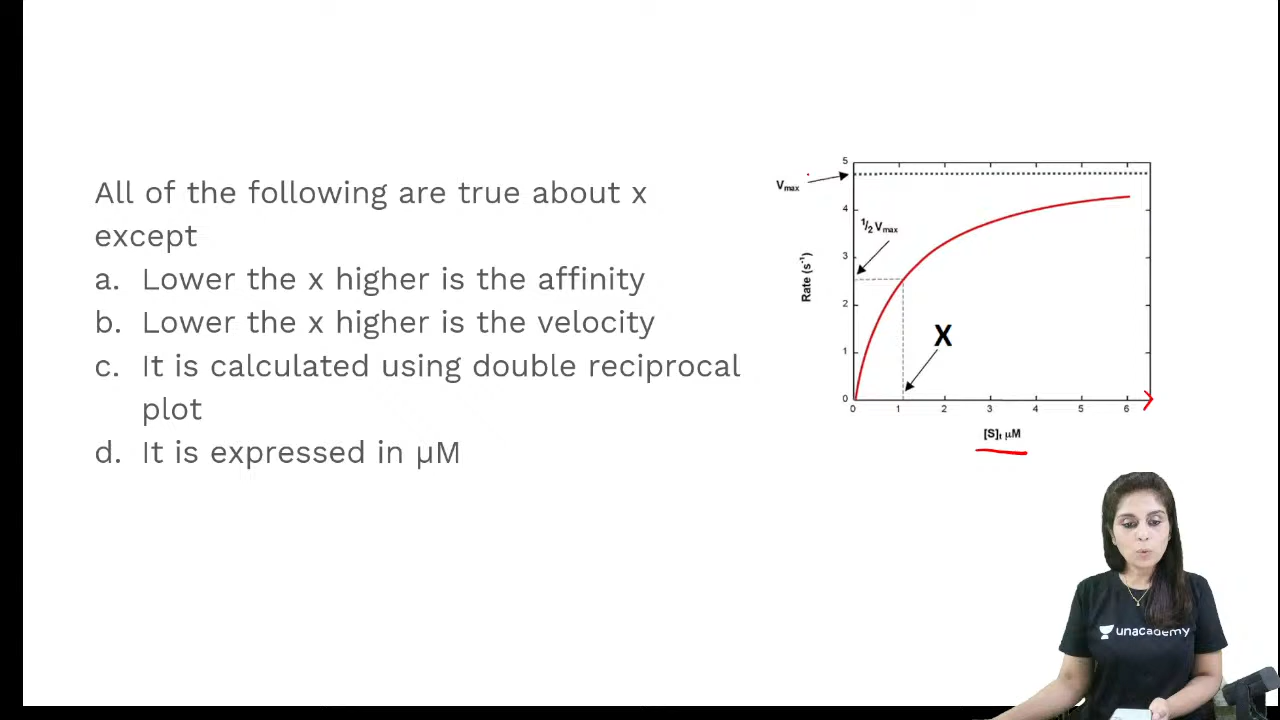 All of the following are true about x
except
a. Lower the x higher is the affinity
b. Lower the x higher is the velocity
c. It is calculated using double reciprocal
plot
d. It is expressed in µM
5
Vmax
4
1/2 Vmax
3
Rate (s⁻¹)
2
X
1
0
0 1 2 3 4 5 6
[S]t µM
unacademy